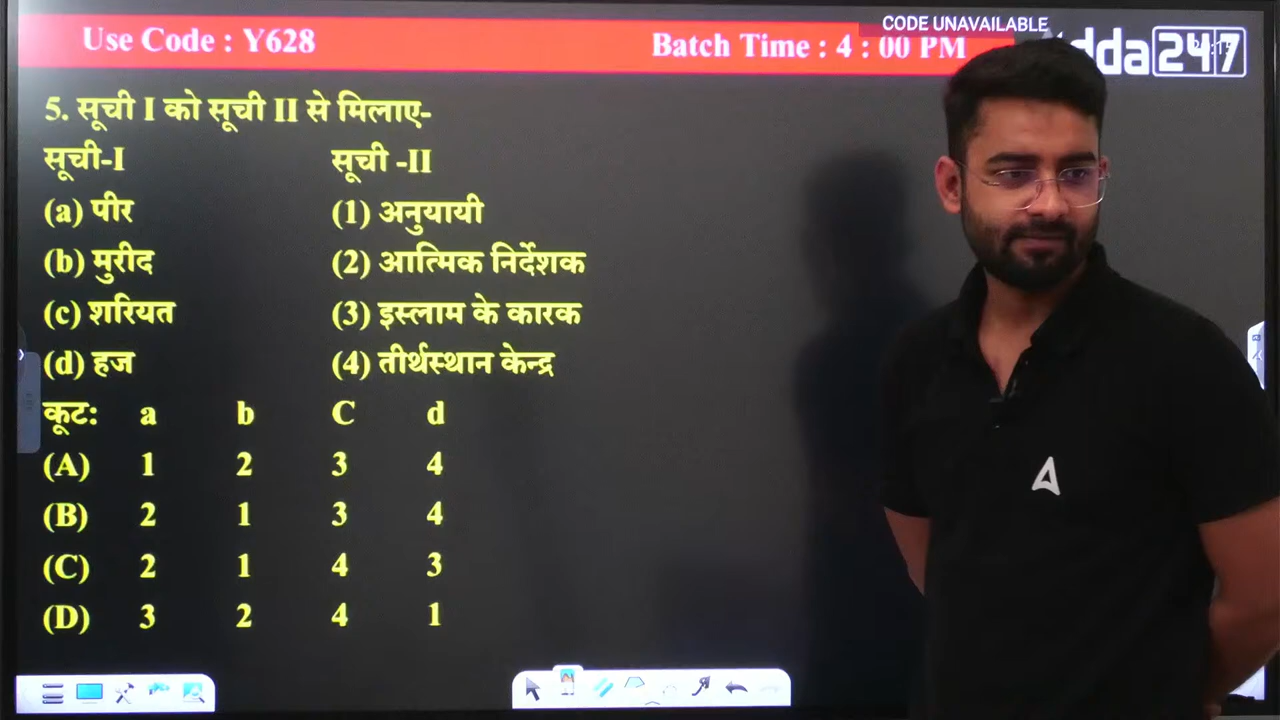 CODE UNAVAILABLE
Use Code : Y628
Batch Time : 4 : 00 PM
dda 247
5. सूची I को सूची II से मिलाए-
सूची-I सूची -II
(a) पीर (1) अनुयायी
(b) मुरीद (2) आत्मिक निर्देशक
(c) शरियत (3) इस्लाम के कारक
(d) हज (4) तीर्थस्थान केन्द्र
कूट: a b C d
(A) 1 2 3 4
(B) 2 1 3 4
(C) 2 1 4 3
(D) 3 2 4 1